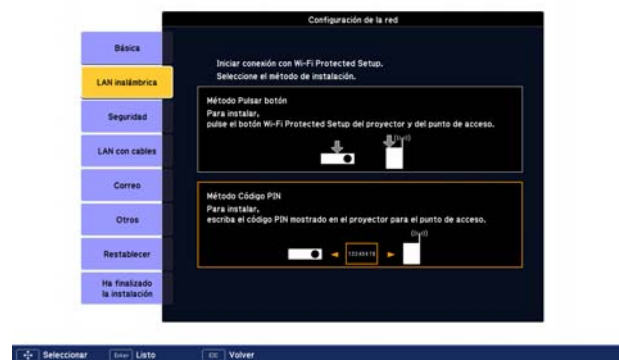 Configuración de la red
Básica
LAN inalámbrica
Seguridad
LAN con cables
Correo
Otros
Restablecer
Ha finalizado
la instalación
Iniciar conexión con Wi-Fi Protected Setup.
Seleccione el método de instalación.
Método Pulsar botón
Para instalar,
pulse el botón Wi-Fi Protected Setup del proyector y del punto de acceso.
Método Código PIN
Para instalar,
escriba el código PIN mostrado en el proyector para el punto de acceso.
Seleccionar Enter Listo ESC Volver